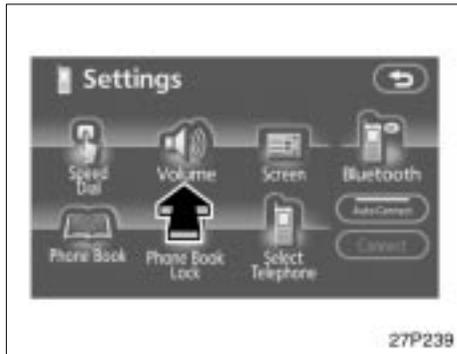 Settings
Speed
Dial
Volume
Screen
Bluetooth
Auto Connect
Phone Book
Phone Book
Lock
Select
Telephone
Connect
27P239